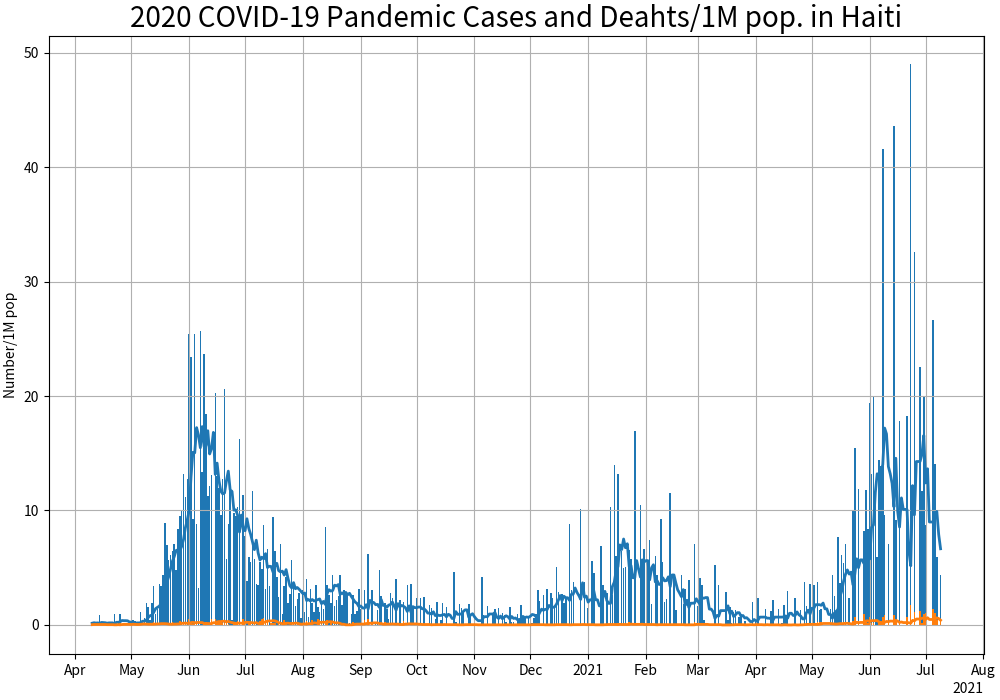 2020 COVID-19 Pandemic Cases and Deahts/1M pop. in Haiti
Number/1M pop
50
40
30
20
10
0
Apr May Jun Jul Aug Sep Oct Nov Dec 2021 Feb Mar Apr May Jun Jul Aug
2021